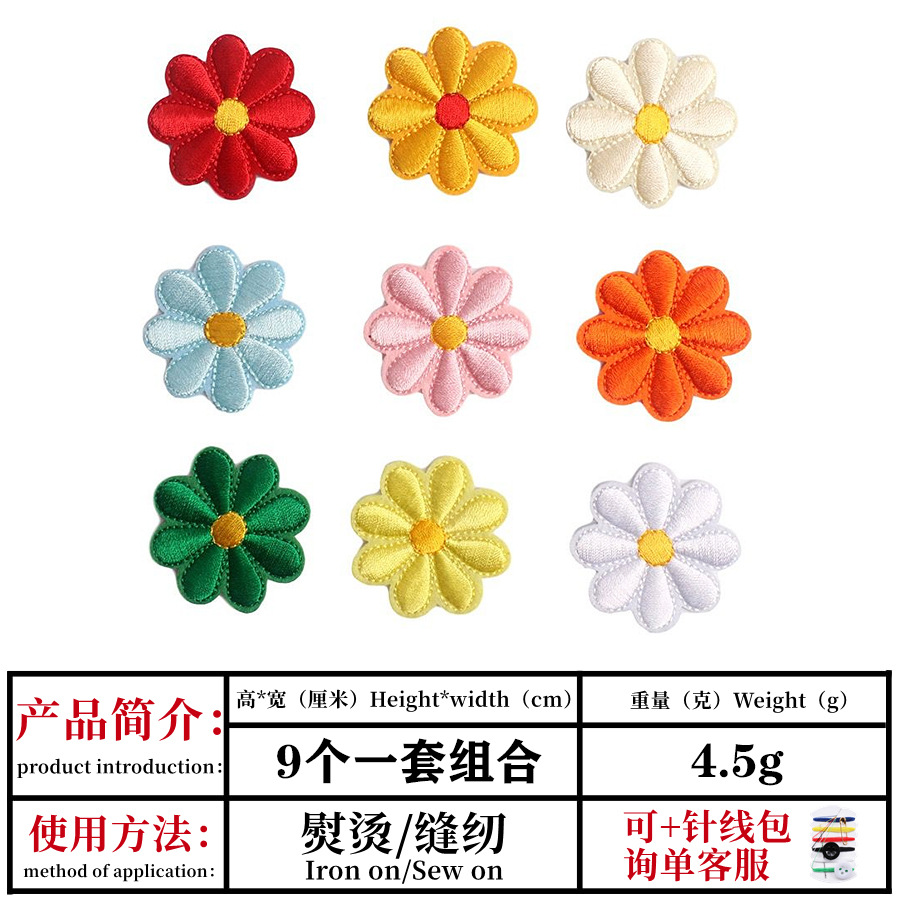 产品简介：
product introduction：
高*宽（厘米）Height*width（cm）
重量（克）Weight（g）
9个一套组合
4.5g
使用方法：
method of application：
熨烫/缝纫
Iron on/Sew on
可+针线包
询单客服